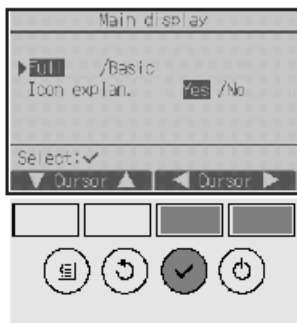 Main display
▶Full /Basic
Icon explan. Yes /No
Select:✓
▼ Cursor ▲ ◀ Cursor ▶